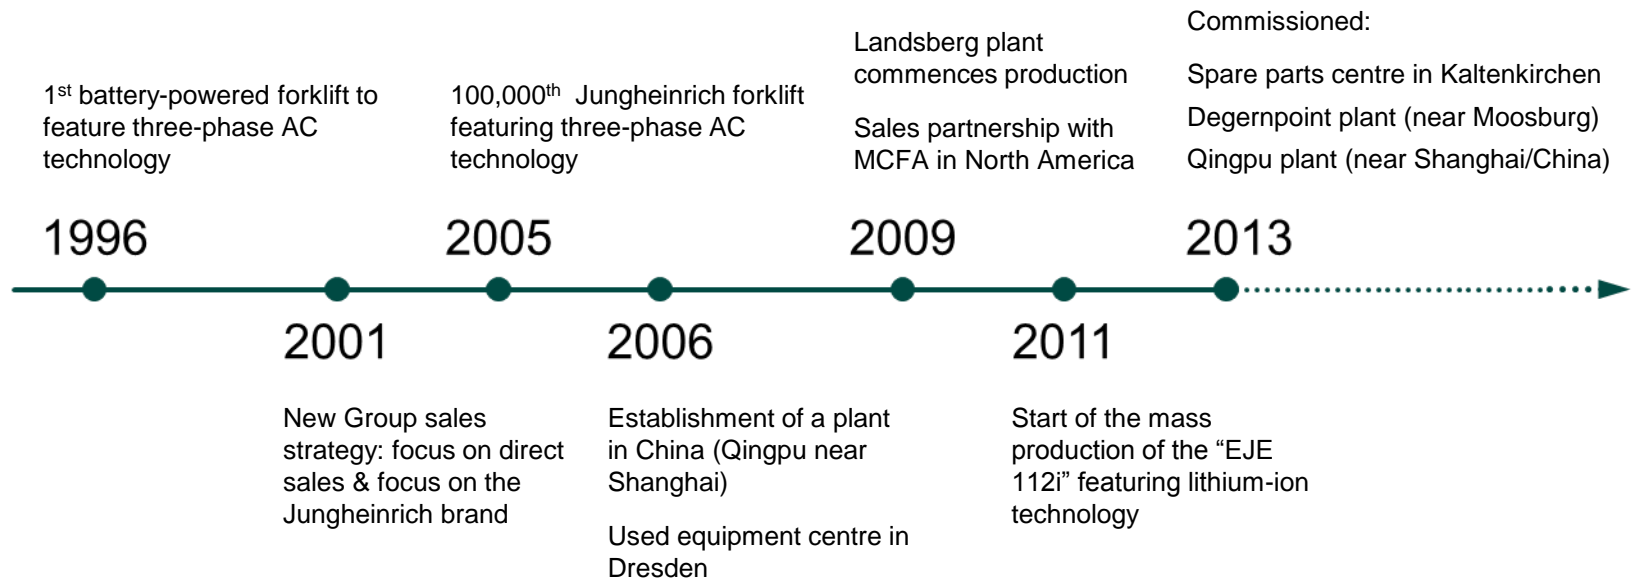 1996
1st battery-powered forklift to
feature three-phase AC
technology
2001
New Group sales
strategy: focus on direct
sales & focus on the
Jungheinrich brand
2005
100,000th Jungheinrich forklift
featuring three-phase AC
technology
2006
Establishment of a plant
in China (Qingpu near
Shanghai)
Used equipment centre in
Dresden
2009
Landsberg plant
commences production
Sales partnership with
MCFA in North America
2011
Start of the mass
production of the “EJE
112i” featuring lithium-ion
technology
2013
Commissioned:
Spare parts centre in Kaltenkirchen
Degernpoint plant (near Moosburg)
Qingpu plant (near Shanghai/China)